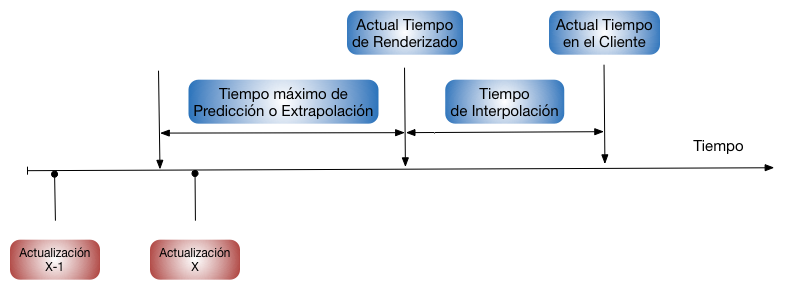 Actual Tiempo
de Renderizado
Actual Tiempo
en el Cliente
Tiempo máximo de
Predicción o Extrapolación
Tiempo
de Interpolación
Tiempo
Actualización
X-1
Actualización
X